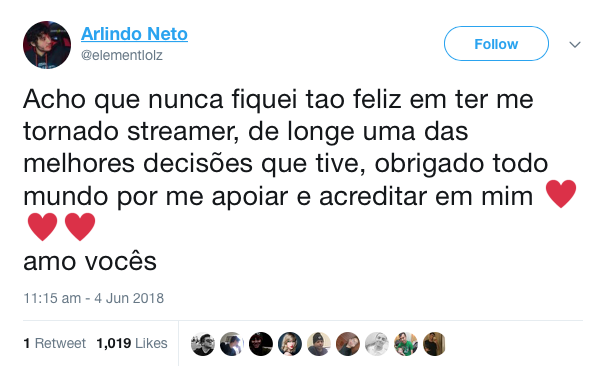 Arlindo Neto
@elementlolz
Follow
Acho que nunca fiquei tao feliz em ter me
tornado streamer, de longe uma das
melhores decisões que tive, obrigado todo
mundo por me apoiar e acreditar em mim ♥
♥♥
amo vocês
11:15 am - 4 Jun 2018
1 Retweet 1,019 Likes